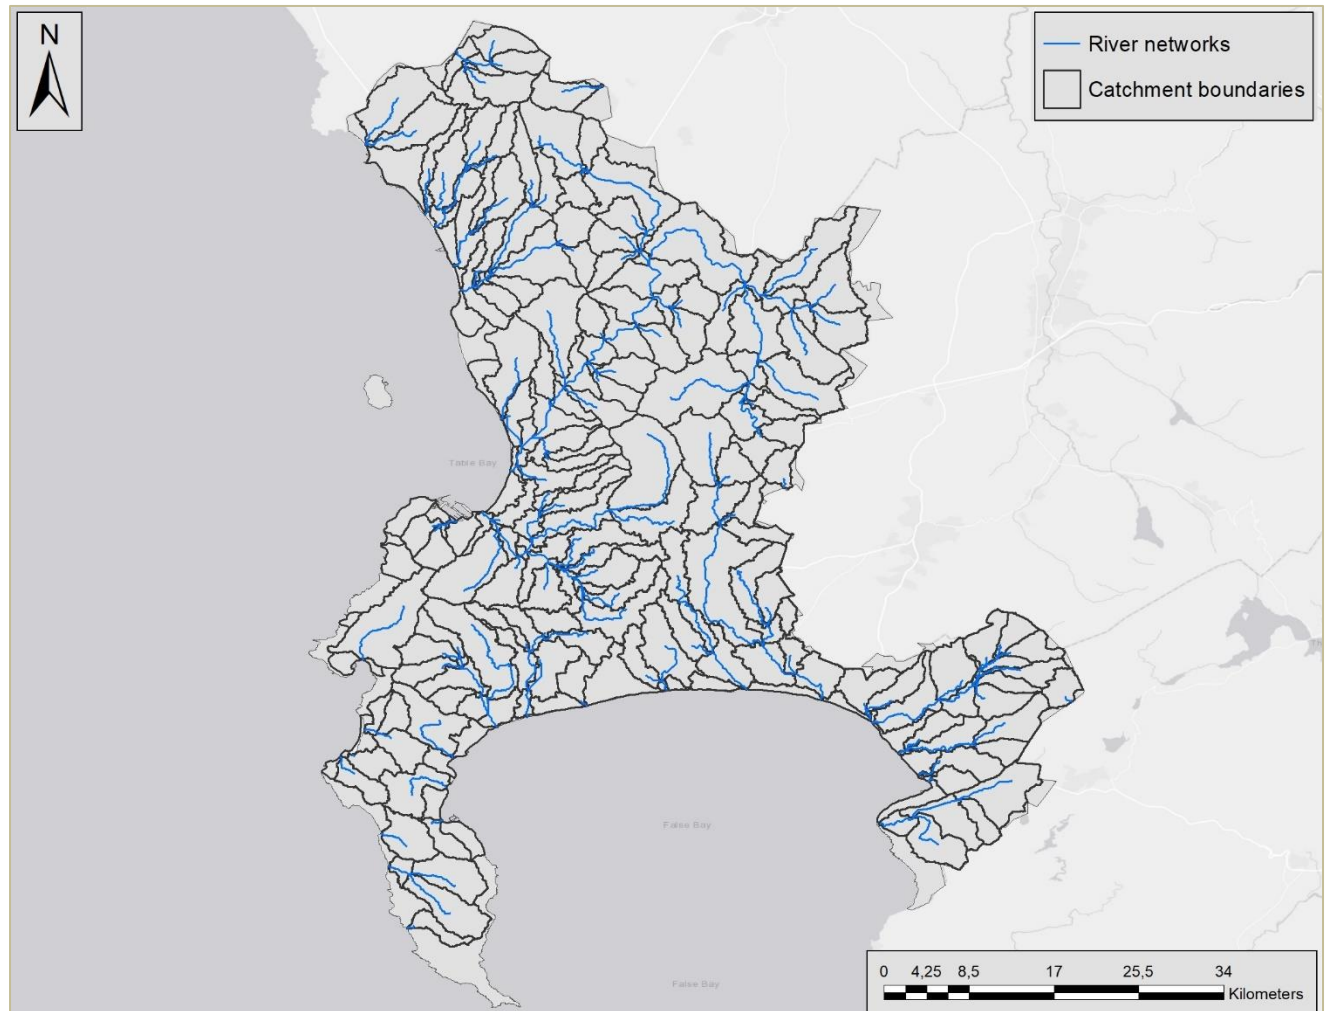 N
River networks
Catchment boundaries
Table Bay
False Bay
False Bay
0 4,25 8,5 17 25,5 34
Kilometers